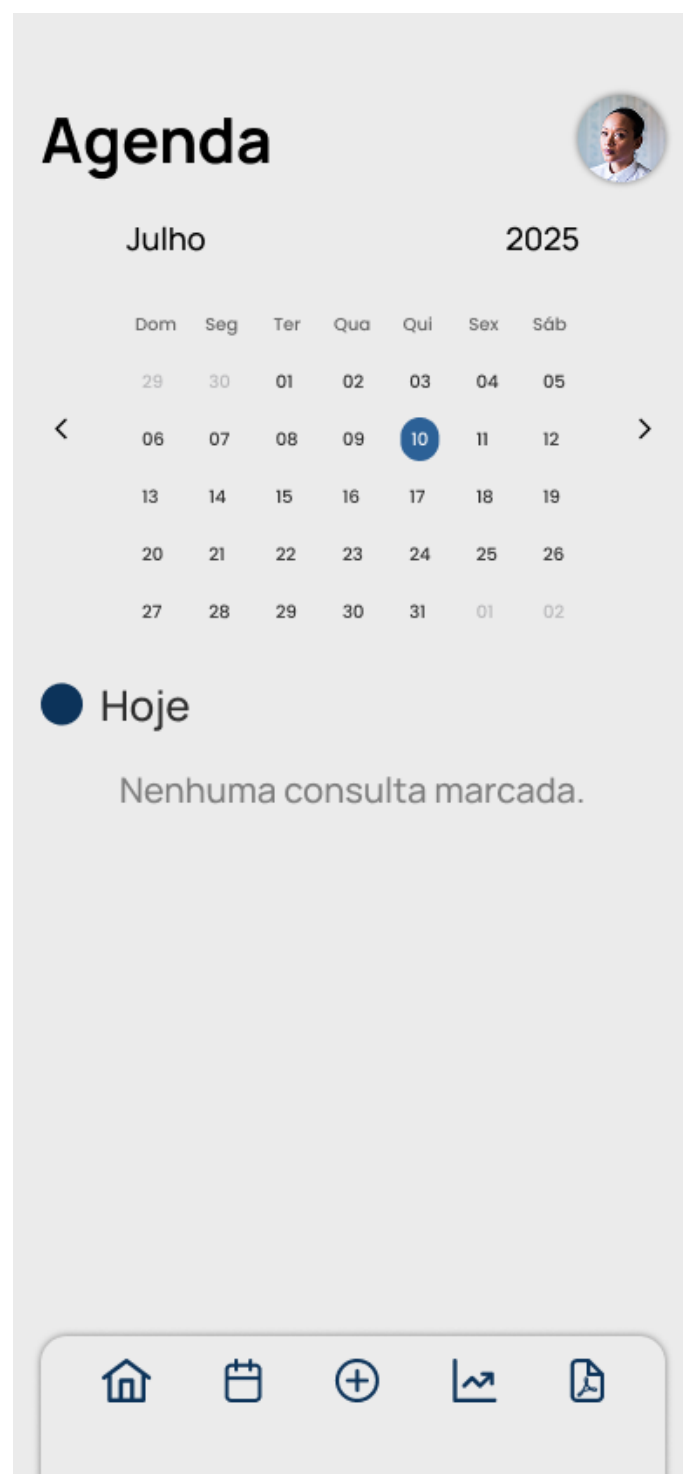 Agenda
Julho 2025
Dom Seg Ter Qua Qui Sex Sáb
29 30 01 02 03 04 05
06 07 08 09 10 11 12
13 14 15 16 17 18 19
20 21 22 23 24 25 26
27 28 29 30 31 01 02
Hoje
Nenhuma consulta marcada.